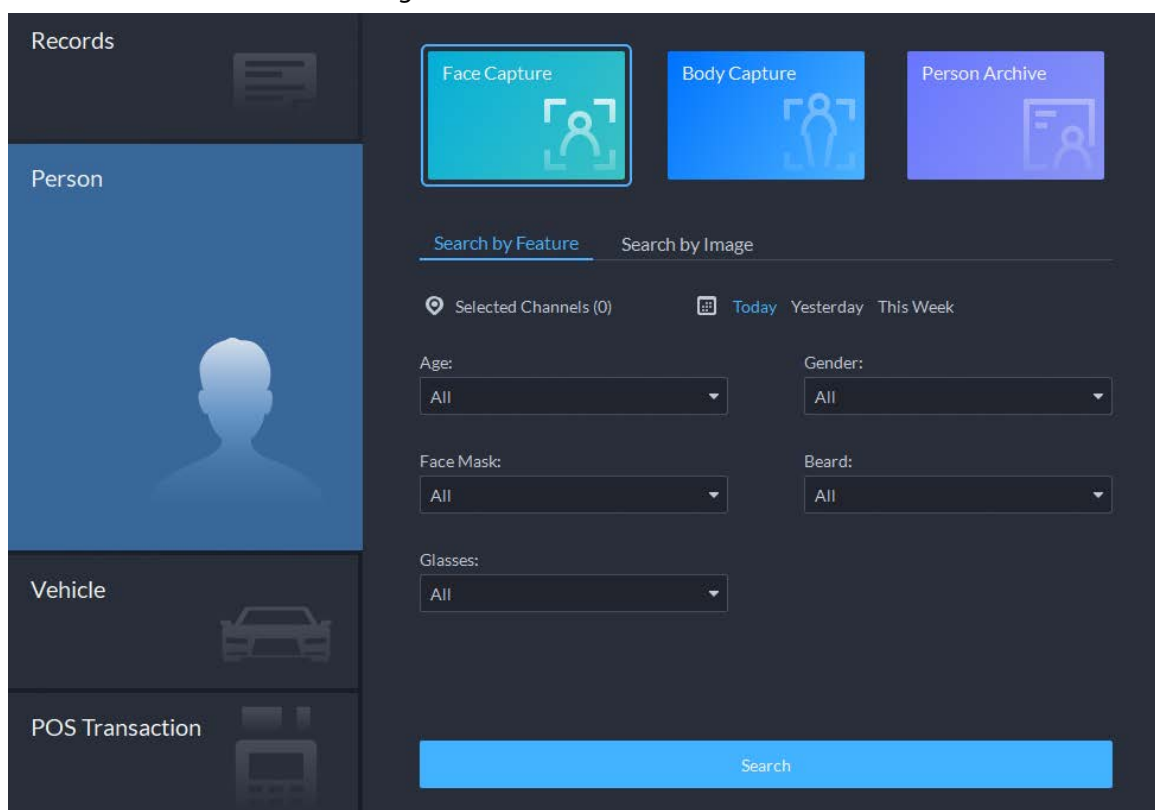 Records
Person
Vehicle
POS Transaction
Face Capture
Body Capture
Person Archive
Search by Feature Search by Image
Selected Channels (0) Today Yesterday This Week
Age: Gender:
All All
Face Mask: Beard:
All All
Glasses:
All
Search